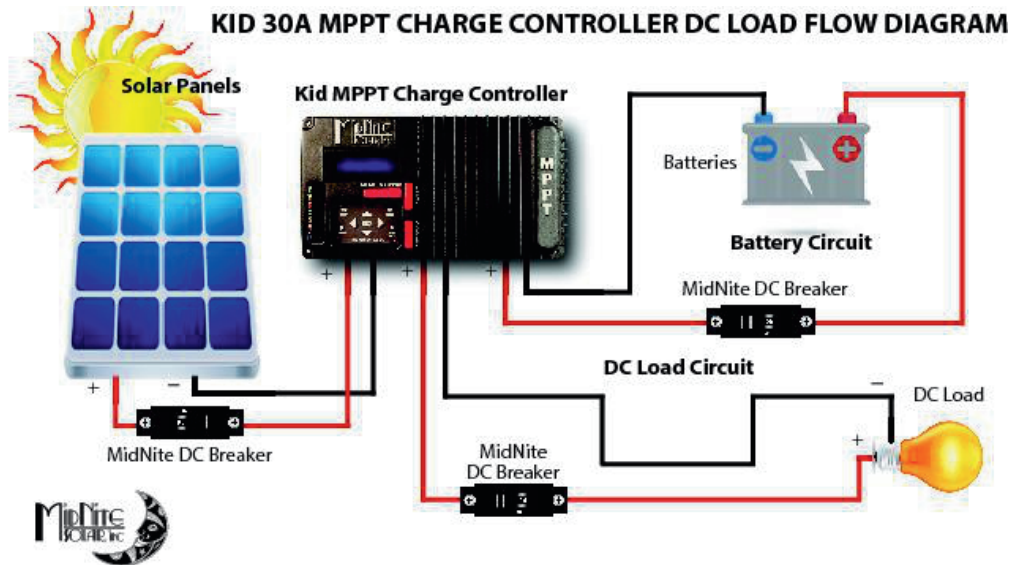 KID 30A MPPT CHARGE CONTROLLER DC LOAD FLOW DIAGRAM
Solar Panels
Kid MPPT Charge Controller
MidNite
MPPT
Batteries
Battery Circuit
MidNite DC Breaker
+
+
+
DC Load Circuit
+
−
−
DC Load
+
MidNite DC Breaker
MidNite
DC Breaker
MidNite
SOLAR INC